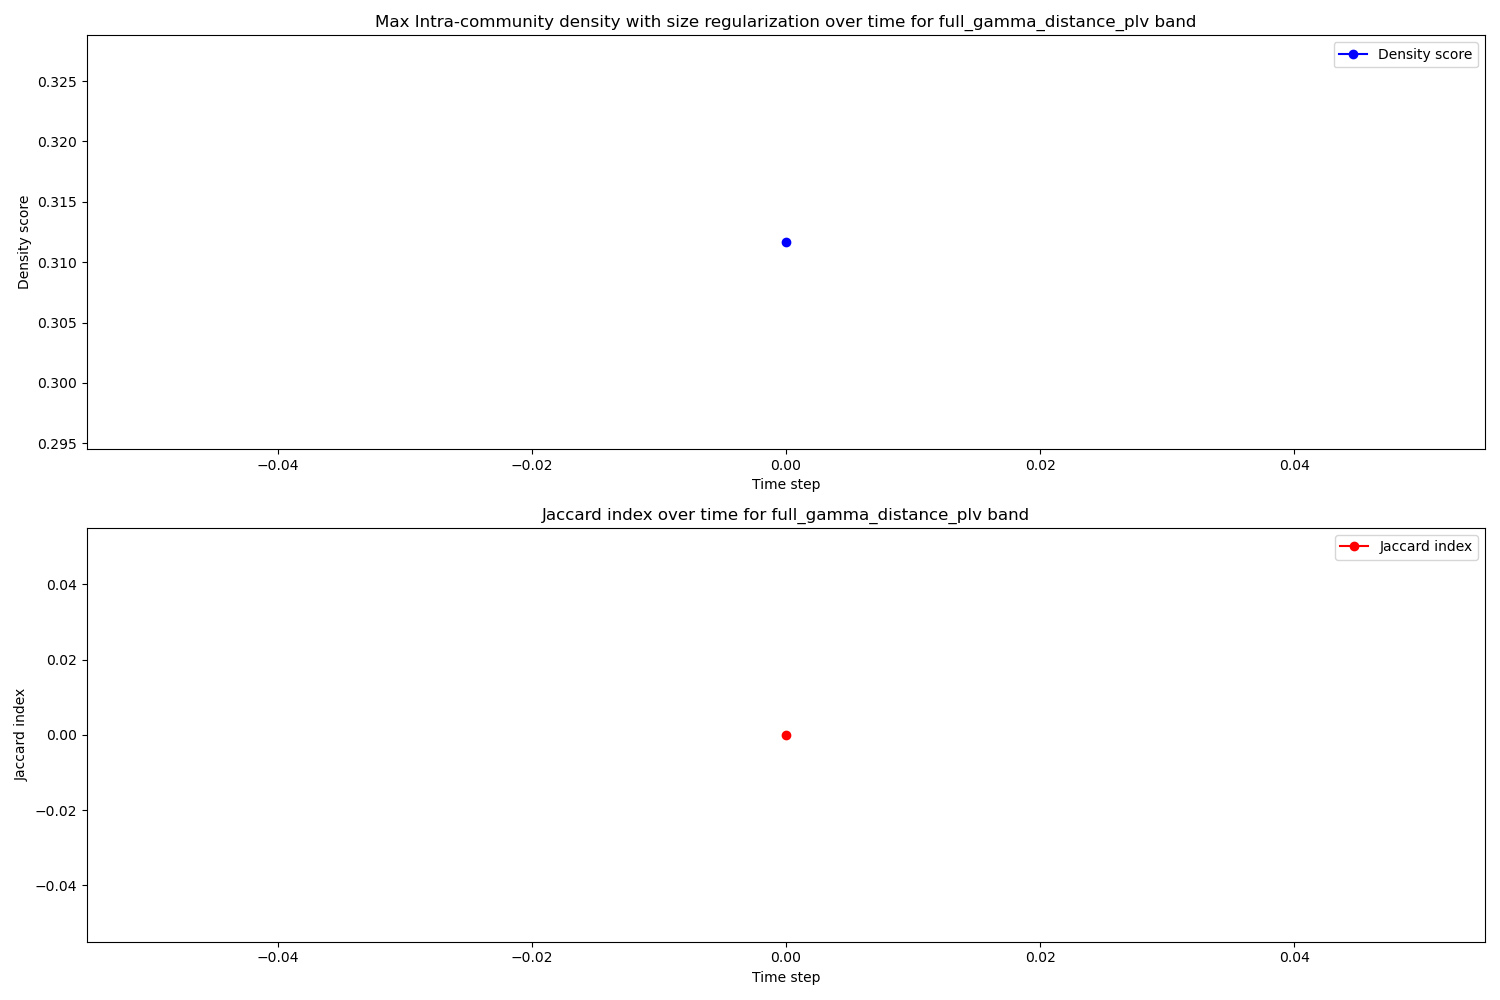 Max Intra-community density with size regularization over time for full_gamma_distance_plv band
Density score
0.325
0.320
0.315
0.310
0.305
0.300
0.295
Density score
−0.04
−0.02
0.00
0.02
0.04
Time step
Jaccard index over time for full_gamma_distance_plv band
Jaccard index
0.04
0.02
0.00
−0.02
−0.04
Jaccard index
−0.04
−0.02
0.00
0.02
0.04
Time step